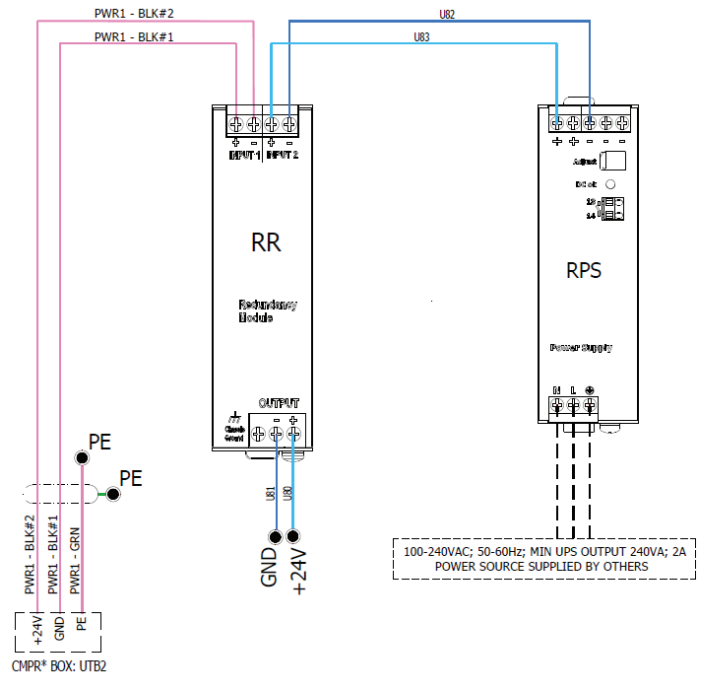 PWR1 - BLK#2
PWR1 - BLK#1
U82
U83
+ - + -
INPUT 1 INPUT 2
+ + - - -
Adjust
DC ok
13
14
RR
RPS
Redundancy
Module
Power Supply
OUTPUT
- +
Chassis
Ground
N L
PE
PE
U81
U80
GND
+24V
PWR1 - BLK#2
PWR1 - BLK#1
PWR1 - GRN
+24V
GND
PE
CMPR* BOX: UTB2
100-240VAC; 50-60Hz; MIN UPS OUTPUT 240VA; 2A
POWER SOURCE SUPPLIED BY OTHERS